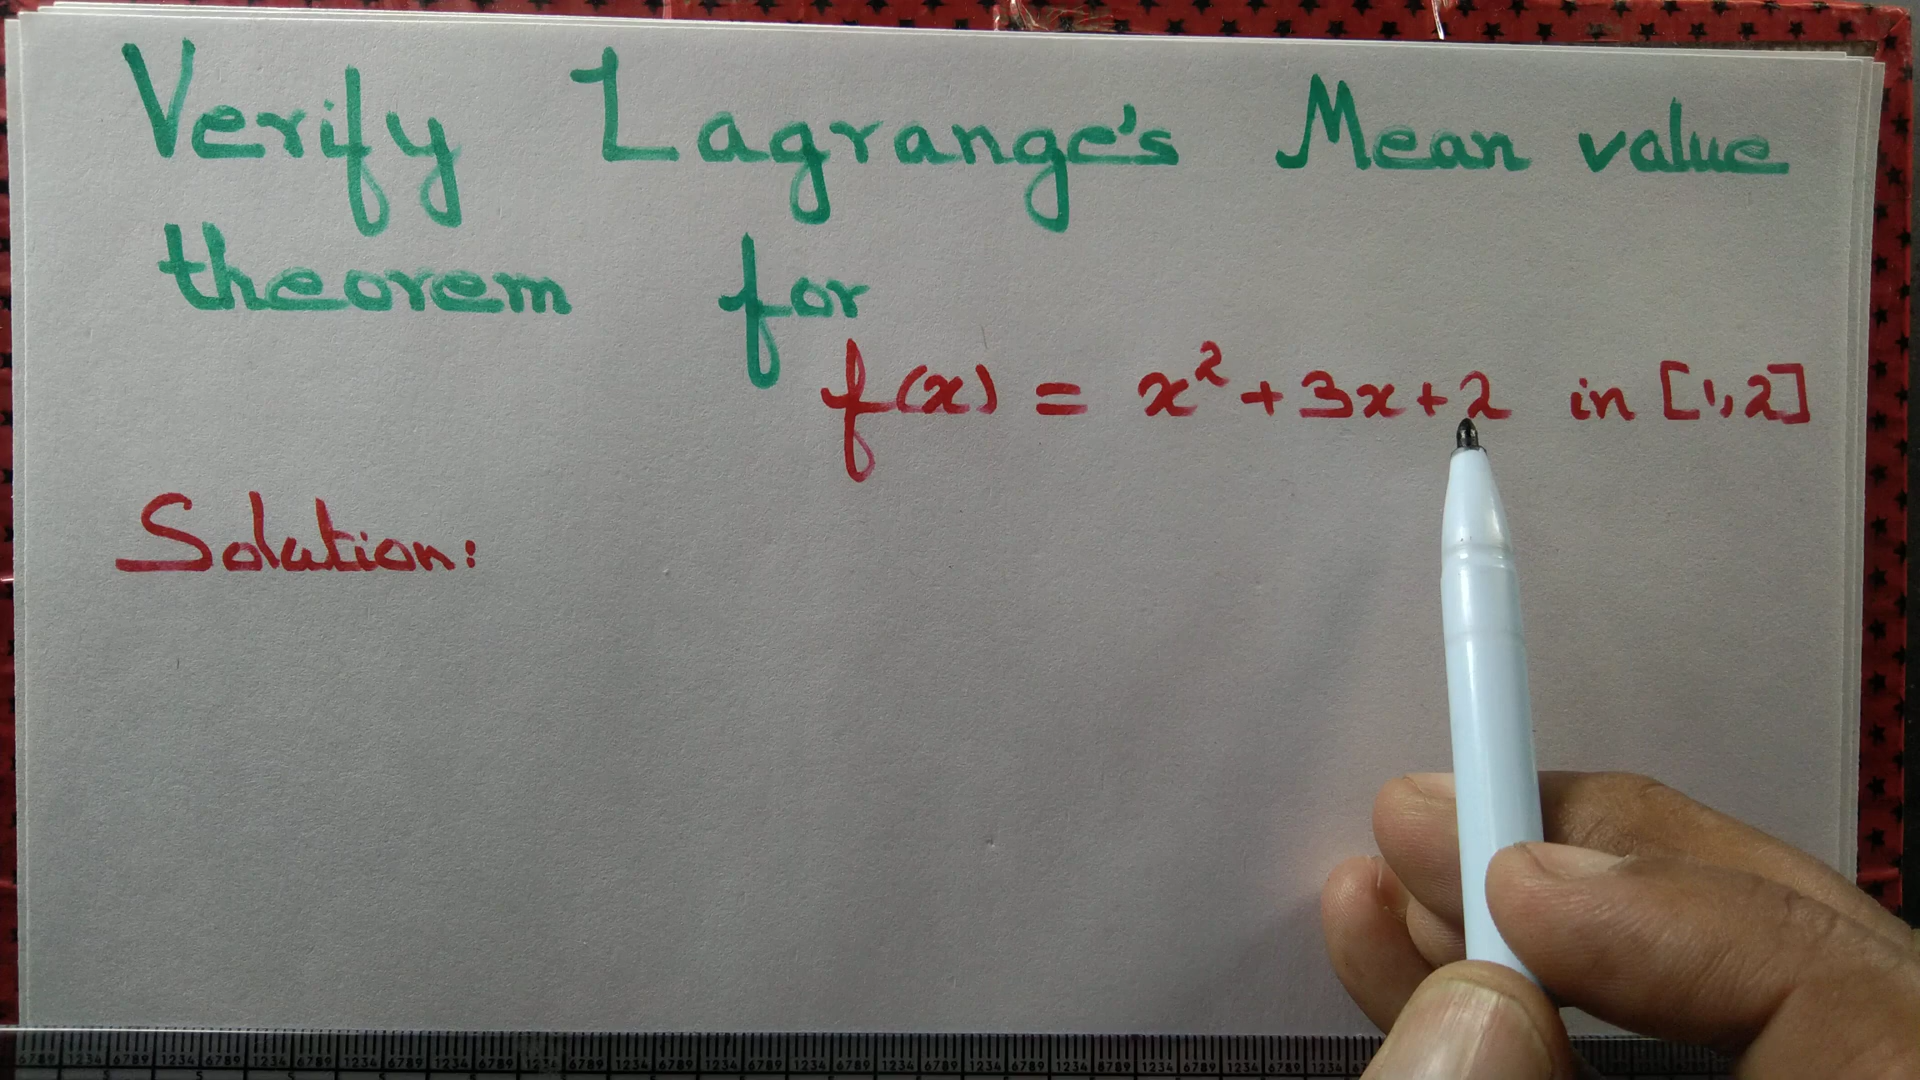 Verify Lagrange's Mean value
theorem for
f(x) = x² + 3x + 2 in [1, 2]
Solution: